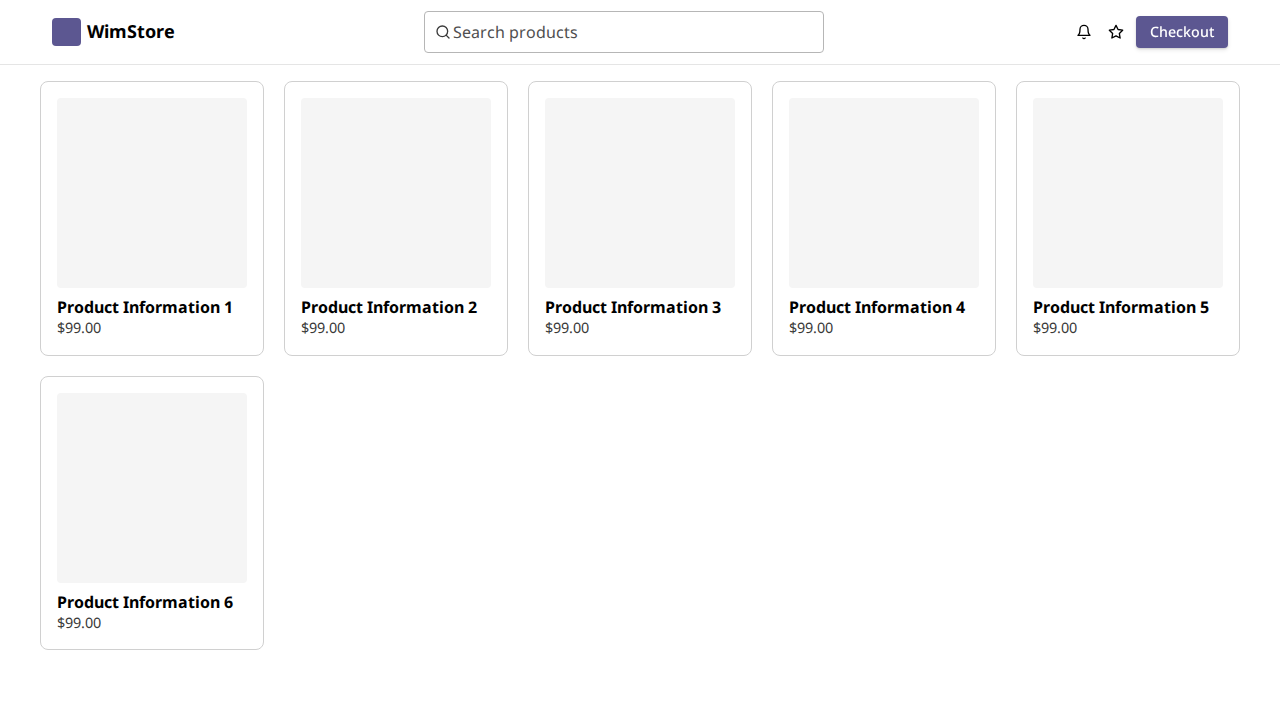 WimStore
Search products
Checkout
Product Information 1
$99.00
Product Information 2
$99.00
Product Information 3
$99.00
Product Information 4
$99.00
Product Information 5
$99.00
Product Information 6
$99.00